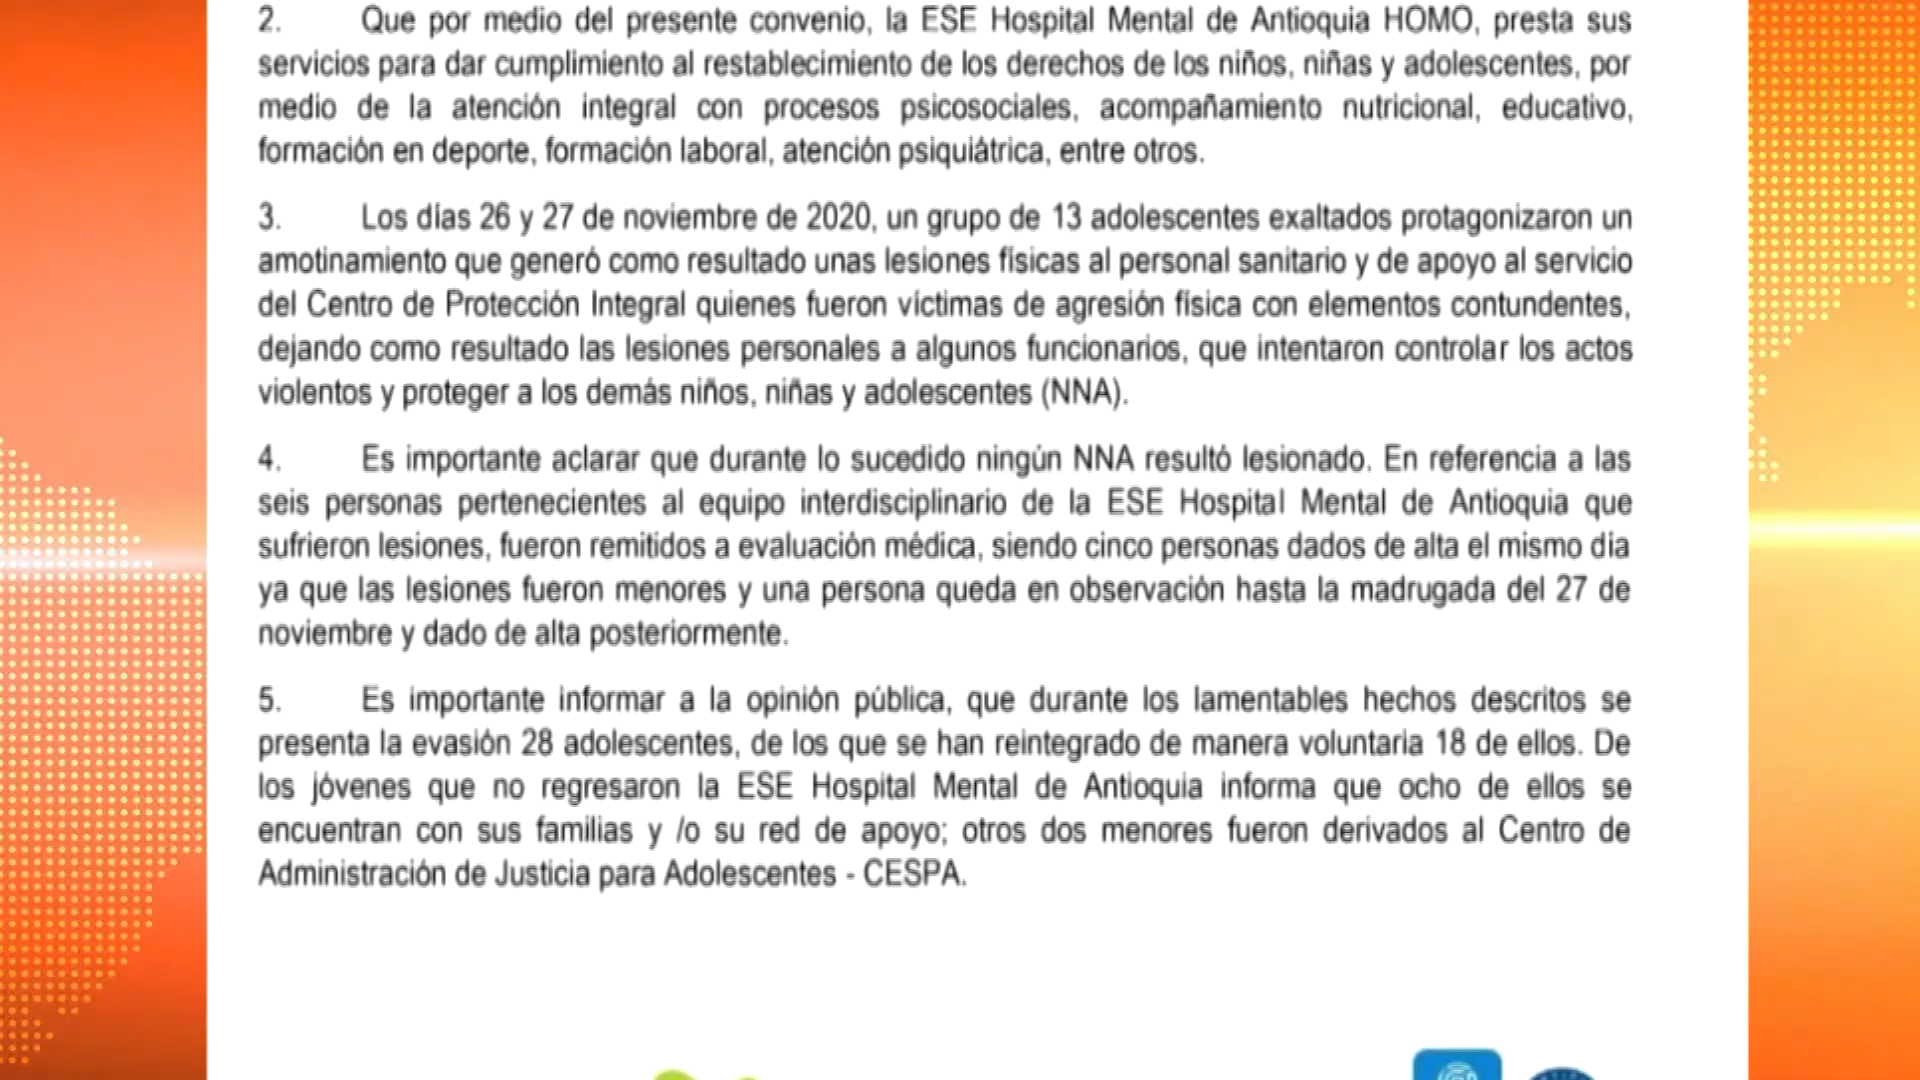 2. Que por medio del presente convenio, la ESE Hospital Mental de Antioquia HOMO, presta sus
servicios para dar cumplimiento al restablecimiento de los derechos de los niños, niñas y adolescentes, por
medio de la atención integral con procesos psicosociales, acompañamiento nutricional, educativo,
formación en deporte, formación laboral, atención psiquiátrica, entre otros.
3. Los días 26 y 27 de noviembre de 2020, un grupo de 13 adolescentes exaltados protagonizaron un
amotinamiento que generó como resultado unas lesiones físicas al personal sanitario y de apoyo al servicio
del Centro de Protección Integral quienes fueron víctimas de agresión física con elementos contundentes,
dejando como resultado las lesiones personales a algunos funcionarios, que intentaron controlar los actos
violentos y proteger a los demás niños, niñas y adolescentes (NNA).
4. Es importante aclarar que durante lo sucedido ningún NNA resultó lesionado. En referencia a las
seis personas pertenecientes al equipo interdisciplinario de la ESE Hospital Mental de Antioquia que
sufrieron lesiones, fueron remitidos a evaluación médica, siendo cinco personas dados de alta el mismo día
ya que las lesiones fueron menores y una persona queda en observación hasta la madrugada del 27 de
noviembre y dado de alta posteriormente.
5. Es importante informar a la opinión pública, que durante los lamentables hechos descritos se
presenta la evasión 28 adolescentes, de los que se han reintegrado de manera voluntaria 18 de ellos. De
los jóvenes que no regresaron la ESE Hospital Mental de Antioquia informa que ocho de ellos se
encuentran con sus familias y /o su red de apoyo; otros dos menores fueron derivados al Centro de
Administración de Justicia para Adolescentes - CESPA.